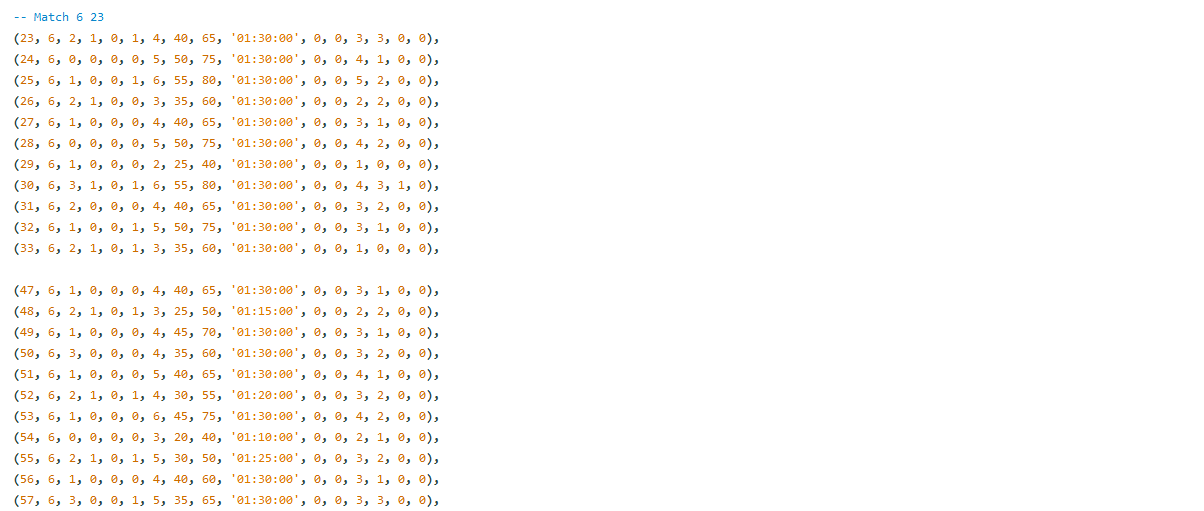 -- Match 6 23
(23, 6, 2, 1, 0, 1, 4, 40, 65, '01:30:00', 0, 0, 3, 3, 0, 0),
(24, 6, 0, 0, 0, 0, 5, 50, 75, '01:30:00', 0, 0, 4, 1, 0, 0),
(25, 6, 1, 0, 0, 1, 6, 55, 80, '01:30:00', 0, 0, 5, 2, 0, 0),
(26, 6, 2, 1, 0, 0, 3, 35, 60, '01:30:00', 0, 0, 2, 2, 0, 0),
(27, 6, 1, 0, 0, 0, 4, 40, 65, '01:30:00', 0, 0, 3, 1, 0, 0),
(28, 6, 0, 0, 0, 0, 5, 50, 75, '01:30:00', 0, 0, 4, 2, 0, 0),
(29, 6, 1, 0, 0, 0, 2, 25, 40, '01:30:00', 0, 0, 1, 0, 0, 0),
(30, 6, 3, 1, 0, 1, 6, 55, 80, '01:30:00', 0, 0, 4, 3, 1, 0),
(31, 6, 2, 0, 0, 0, 4, 40, 65, '01:30:00', 0, 0, 3, 2, 0, 0),
(32, 6, 1, 0, 0, 1, 5, 50, 75, '01:30:00', 0, 0, 3, 1, 0, 0),
(33, 6, 2, 1, 0, 1, 3, 35, 60, '01:30:00', 0, 0, 1, 0, 0, 0),
(47, 6, 1, 0, 0, 0, 4, 40, 65, '01:30:00', 0, 0, 3, 1, 0, 0),
(48, 6, 2, 1, 0, 1, 3, 25, 50, '01:15:00', 0, 0, 2, 2, 0, 0),
(49, 6, 1, 0, 0, 0, 4, 45, 70, '01:30:00', 0, 0, 3, 1, 0, 0),
(50, 6, 3, 0, 0, 0, 4, 35, 60, '01:30:00', 0, 0, 3, 2, 0, 0),
(51, 6, 1, 0, 0, 0, 5, 40, 65, '01:30:00', 0, 0, 4, 1, 0, 0),
(52, 6, 2, 1, 0, 1, 4, 30, 55, '01:20:00', 0, 0, 3, 2, 0, 0),
(53, 6, 1, 0, 0, 0, 6, 45, 75, '01:30:00', 0, 0, 4, 2, 0, 0),
(54, 6, 0, 0, 0, 0, 3, 20, 40, '01:10:00', 0, 0, 2, 1, 0, 0),
(55, 6, 2, 1, 0, 1, 5, 30, 50, '01:25:00', 0, 0, 3, 2, 0, 0),
(56, 6, 1, 0, 0, 0, 4, 40, 60, '01:30:00', 0, 0, 3, 1, 0, 0),
(57, 6, 3, 0, 0, 1, 5, 35, 65, '01:30:00', 0, 0, 3, 3, 0, 0),